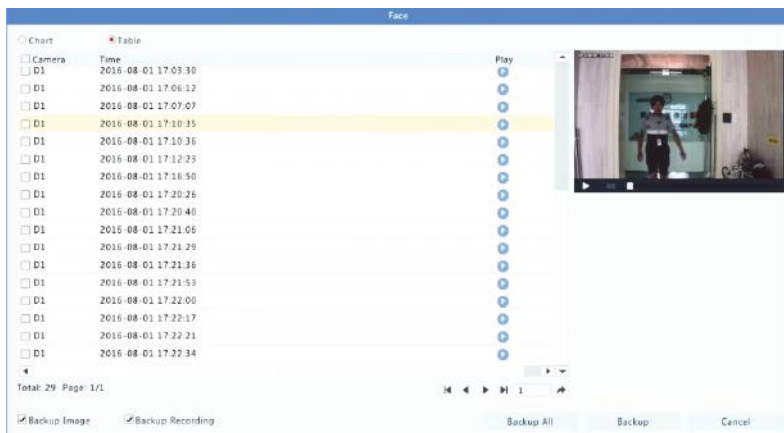 Face
Chart Table
Camera Time Play
D1 2016-08-01 17:03:30
D1 2016-08-01 17:06:12
D1 2016-08-01 17:07:07
D1 2016-08-01 17:10:35
D1 2016-08-01 17:10:36
D1 2016-08-01 17:12:23
D1 2016-08-01 17:16:50
D1 2016-08-01 17:20:26
D1 2016-08-01 17:20:40
D1 2016-08-01 17:21:06
D1 2016-08-01 17:21:29
D1 2016-08-01 17:21:36
D1 2016-08-01 17:21:53
D1 2016-08-01 17:22:00
D1 2016-08-01 17:22:17
D1 2016-08-01 17:22:21
D1 2016-08-01 17:22:34
Total: 29 Page: 1/1
1
Backup Image Backup Recording Backup All Backup Cancel